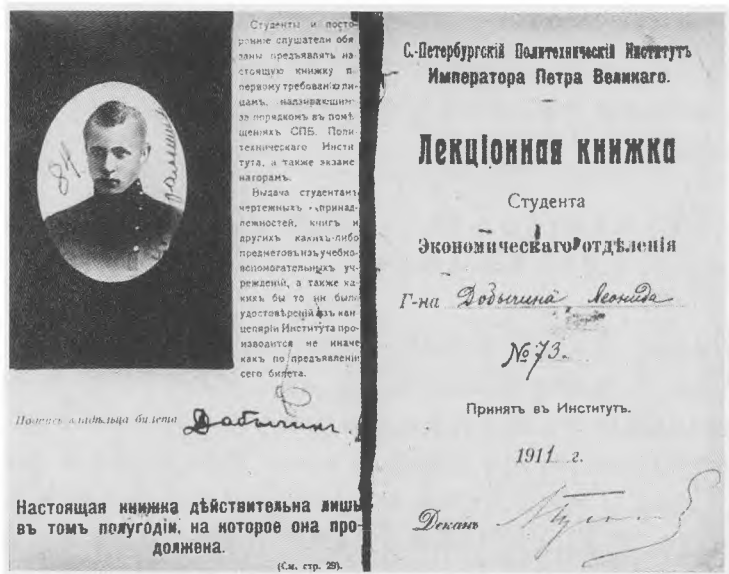 84
Студенты и посто-
ронніе слушатели обя
заны предъявлять на
стоящую книжку п
первому требованію ли
цамъ, надзирающим
за порядкомъ въ помѣ
щеніяхъ СПБ. Поли
техническаго Инсти
тута, а также экзаме
наторамъ.
Выдача студентамъ
чертежныхъ принад-
лежностей, книгъ и
другихъ какихъ-либо
предметовъ изъ учебно-
вспомогательныхъ уч-
режденій, а также ка-
кихъ бы то ни было
удостовѣреній изъ кан
целяріи Института про-
изводится не иначе
какъ по предъявлені
сего билета.
Подпись владѣльца билета Добычинъ.
Настоящая книжка дѣйствительна лишь
въ томъ полугодіи, на которое она про-
должена.
(См. стр. 29).
С.-Петербургскій Политехническій Институтъ
Императора Петра Великаго.
Лекціонная книжка
Студента
Экономическаго отдѣленія
Г-на Добычина Леонида
№ 73.
Принятъ въ Институтъ.
1911 г.
Деканъ